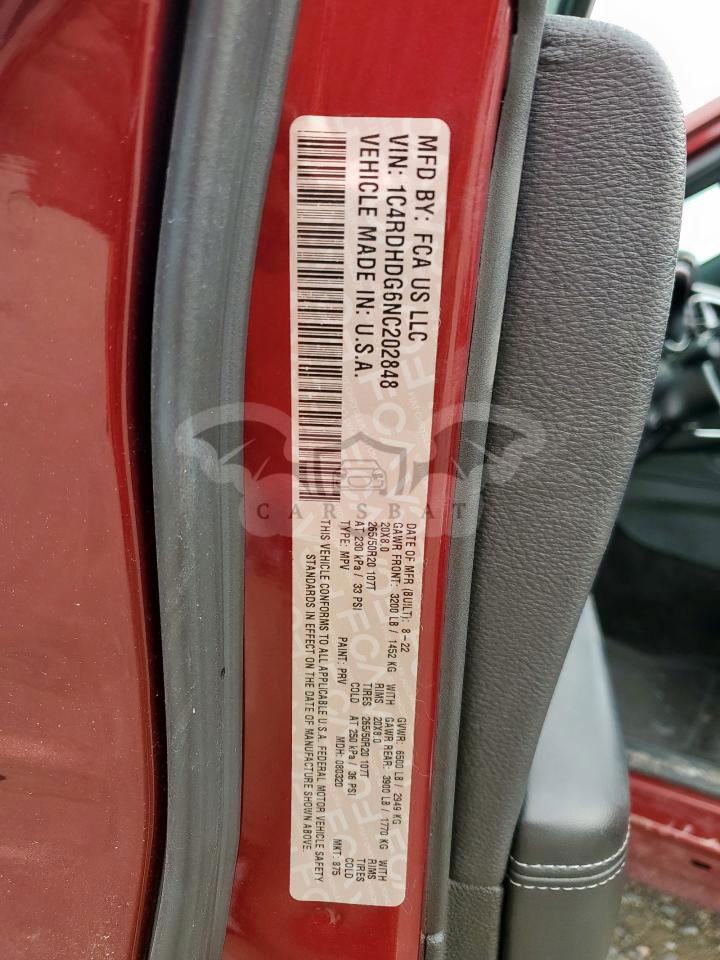 MFD BY: FCA US LLC
VIN: 1C4RDHDG6NC202848
VEHICLE MADE IN: U.S.A.
DATE OF MFR (BUILT): 8-22 GVWR: 6500 LB / 2949 KG
GAWR FRONT: 3200 LB / 1452 KG WITH GAWR REAR: 3900 LB / 1770 KG WITH
20X8.0 RIMS 20X8.0 RIMS
265/50R20 107T TIRES 265/50R20 107T TIRES
AT 230 kPa / 33 PSI COLD AT 250 kPa / 36 PSI COLD
TYPE: MPV PAINT: PRV MDH: 080320 MKT: 875
THIS VEHICLE CONFORMS TO ALL APPLICABLE U.S.A. FEDERAL MOTOR VEHICLE SAFETY
STANDARDS IN EFFECT ON THE DATE OF MANUFACTURE SHOWN ABOVE
CARSBAT